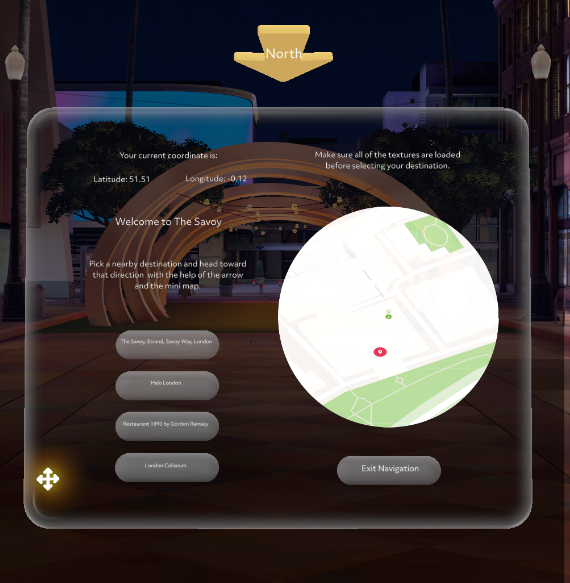 North
Your current coordinate is:
Latitude: 51.51
Longitude: -0.12
Welcome to The Savoy
Pick a nearby destination and head toward
that direction with the help of the arrow
and the mini map.
The Savoy, Strand, Savoy Way, London
Halo London
Restaurant 1890 by Gordon Ramsay
London Coliseum
Make sure all of the textures are loaded
before selecting your destination.
Exit Navigation